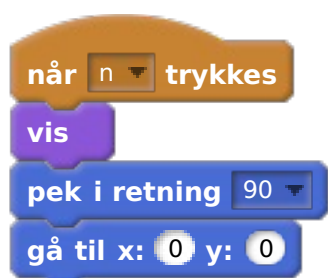 når n trykkes
vis
pek i retning 90
gå til x: 0 y: 0